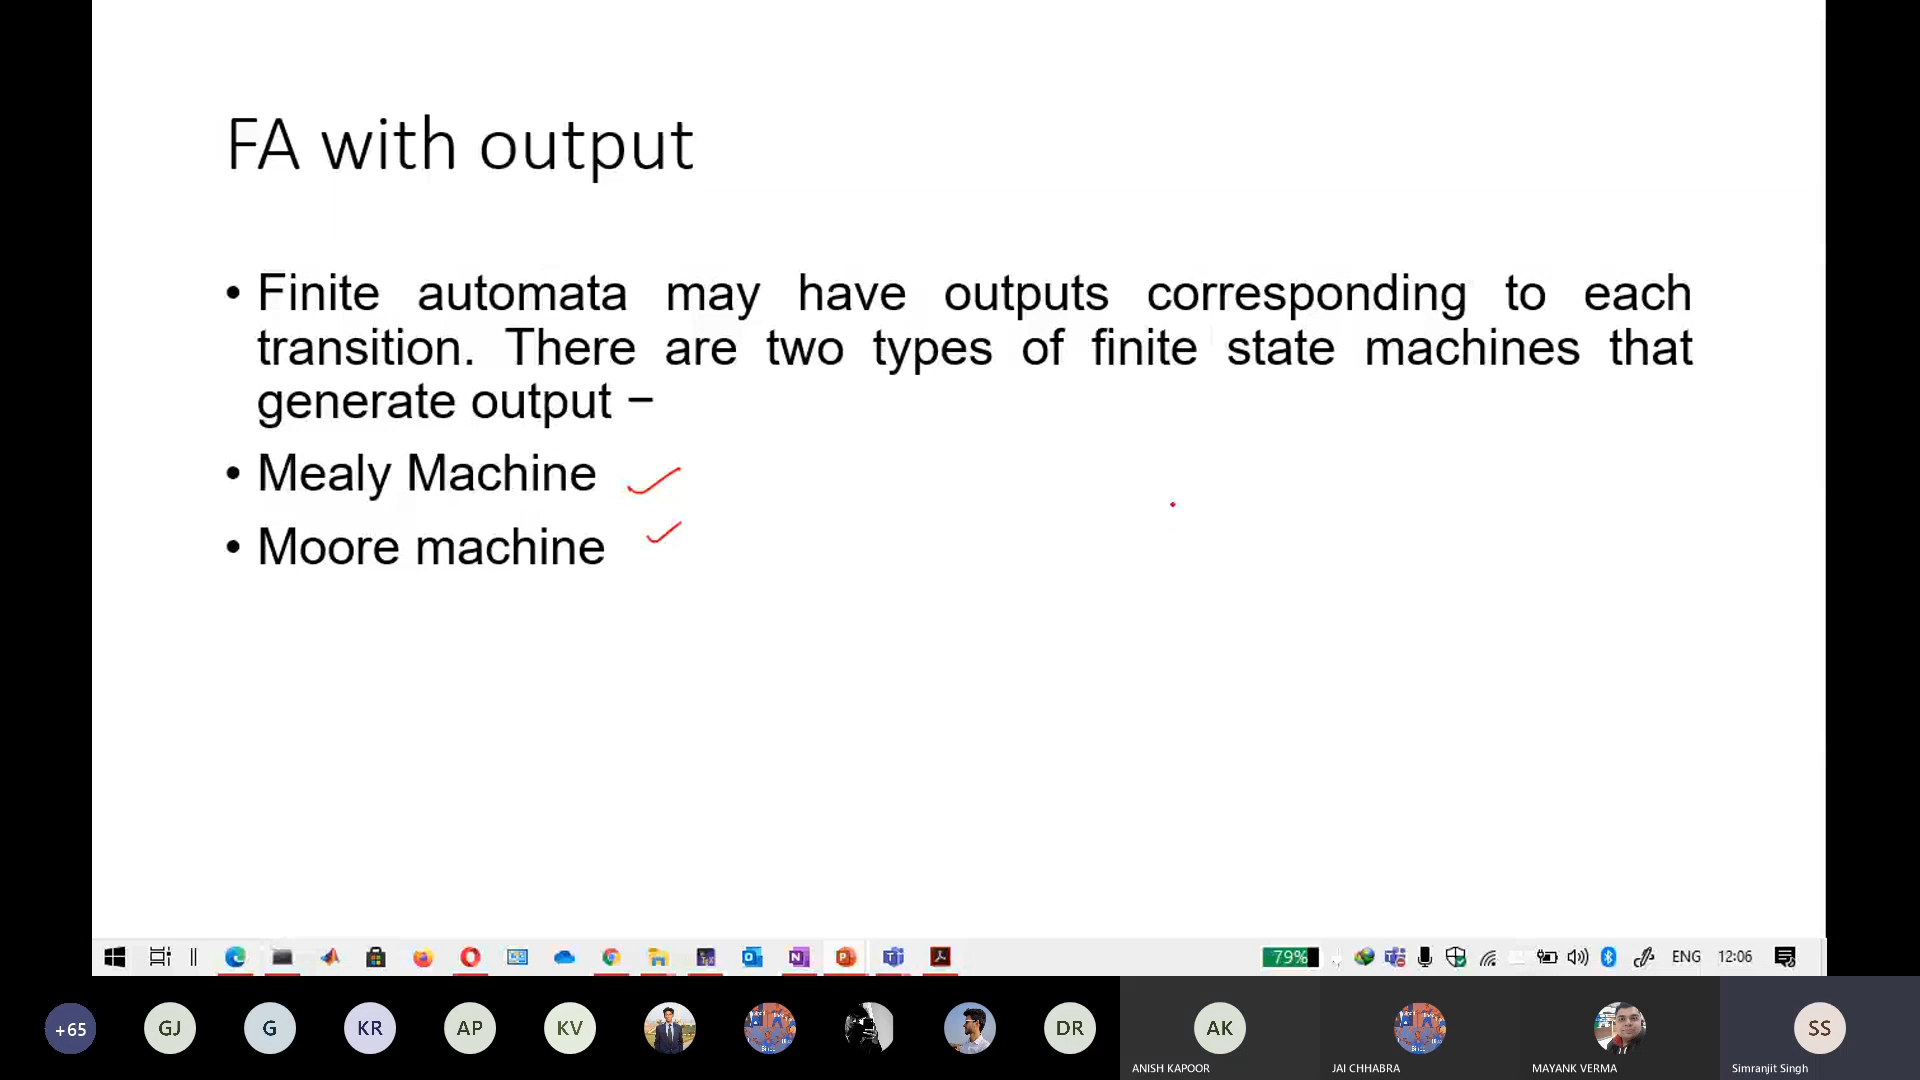 FA with output
• Finite automata may have outputs corresponding to each
transition. There are two types of finite state machines that
generate output −
• Mealy Machine
• Moore machine
79%
ENG
12:06
+65
GJ
G
KR
AP
KV
DR
AK
SS
ANISH KAPOOR
JAI CHHABRA
MAYANK VERMA
Simranjit Singh